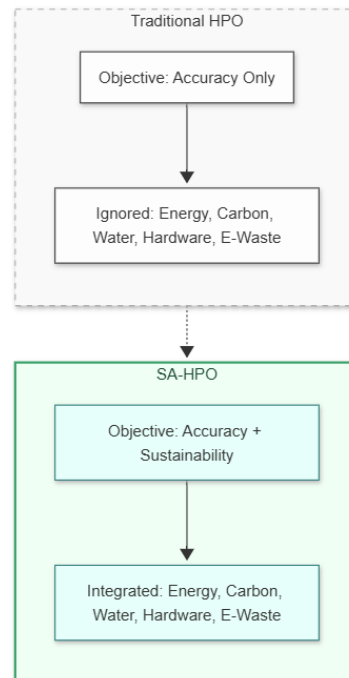 Traditional HPO
Objective: Accuracy Only
Ignored: Energy, Carbon,
Water, Hardware, E-Waste
SA-HPO
Objective: Accuracy +
Sustainability
Integrated: Energy, Carbon,
Water, Hardware, E-Waste